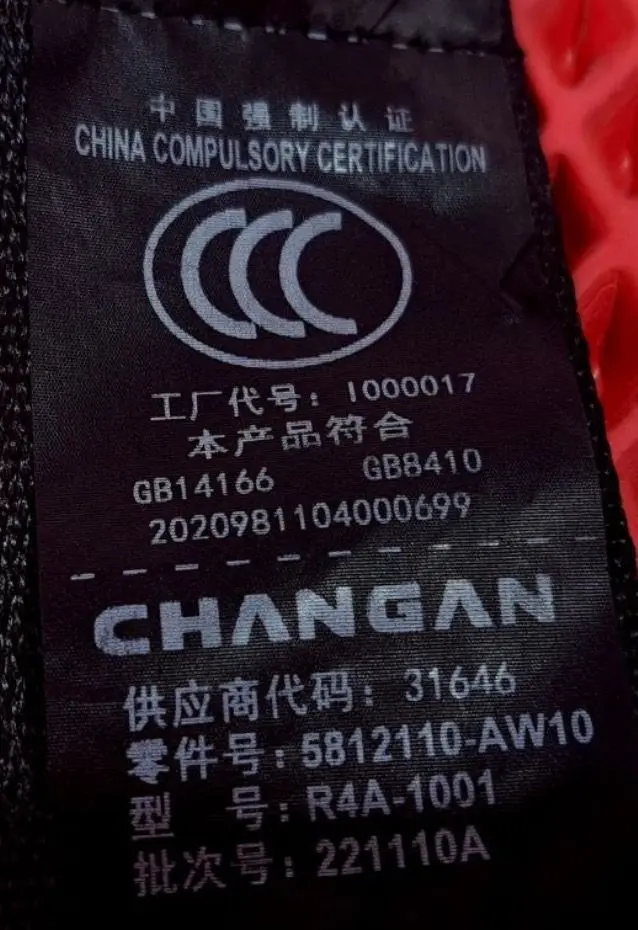 中国强制认证
CHINA COMPULSORY CERTIFICATION
CCC
工厂代号：I000017
本产品符合
GB14166 GB8410
2020981104000699
CHANGAN
供应商代码：31646
零件号：5812110-AW10
型 号：R4A-1001
批次号：221110A